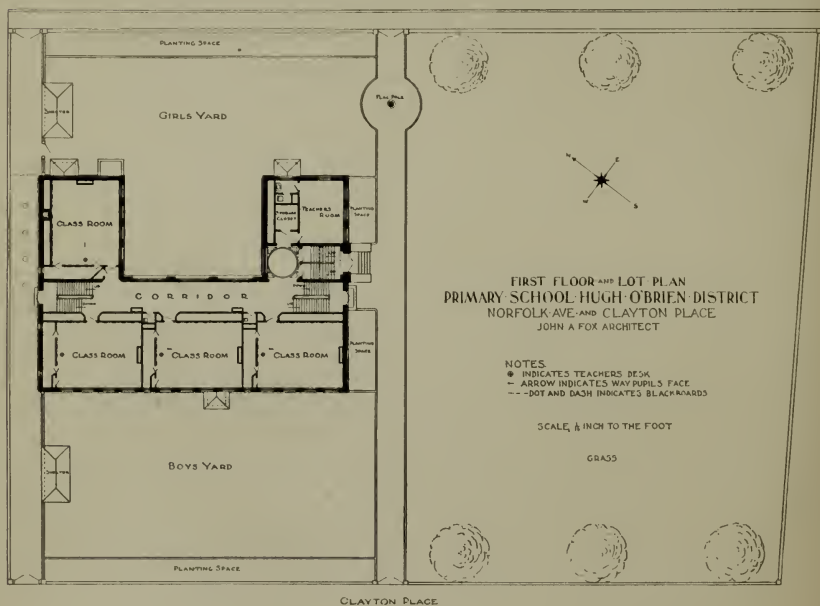 PLANTING SPACE
FLAG POLE
SHELTER
GIRLS YARD
N
E
W
S
CLASS ROOM
TEACHERS
ROOM
CLOSET
PLANTING
SPACE
CORRIDOR
CLASS ROOM
CLASS ROOM
CLASS ROOM
PLANTING
SPACE
SHELTER
BOYS YARD
PLANTING SPACE
CLAYTON PLACE
FIRST FLOOR AND LOT PLAN
PRIMARY·SCHOOL·HUGH·O'BRIEN·DISTRICT
NORFOLK·AVE·AND CLAYTON PLACE
JOHN A FOX ARCHITECT
NOTES
INDICATES TEACHERS DESK
ARROW INDICATES WAY PUPILS FACE
DOT AND DASH INDICATES BLACKBOARDS
SCALE, INCH TO THE FOOT
GRASS